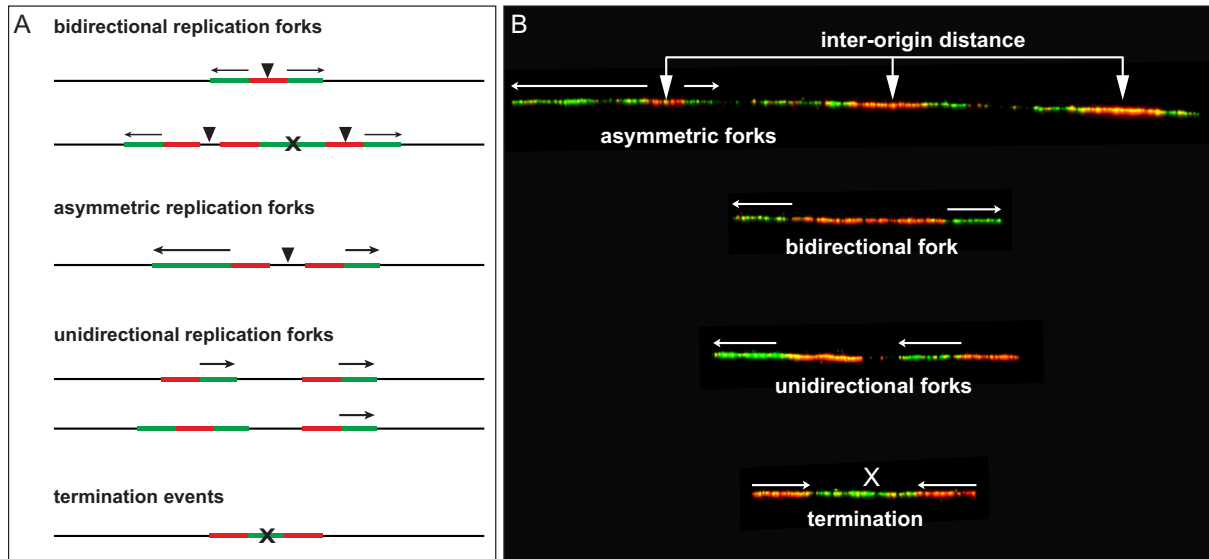 A
bidirectional replication forks
X
asymmetric replication forks
unidirectional replication forks
termination events
X
B
inter-origin distance
asymmetric forks
bidirectional fork
unidirectional forks
X
termination